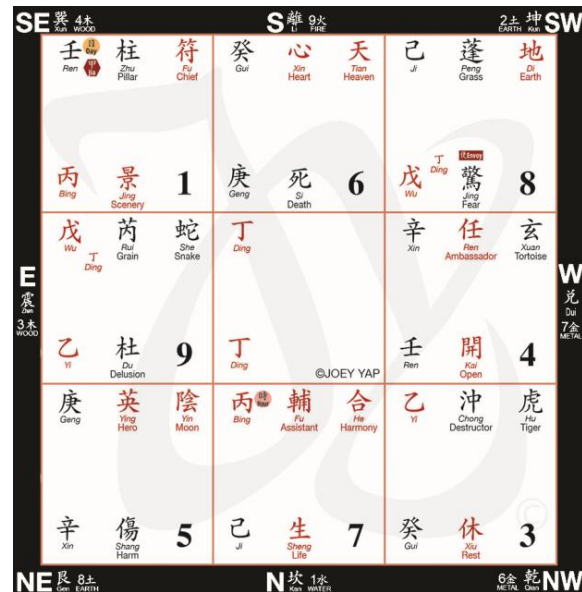 SE 巽 Xun 4木 WOOD
S 離 Li 9火 FIRE
2土 EARTH 坤 Kun SW
壬 Ren 日 Day 甲子 Jia
柱 Zhu Pillar
符 Fu Chief
丙 Bing
景 Jing Scenery
1
癸 Gui
心 Xin Heart
天 Tian Heaven
庚 Geng
死 Si Death
6
己 Ji
蓬 Peng Grass
地 Di Earth
戊 Wu
丁 Ding
使 Envoy
驚 Jing Fear
8
E 震 Zhen 3木 WOOD
戊 Wu
丁 Ding
芮 Rui Grain
蛇 She Snake
乙 Yi
杜 Du Delusion
9
丁 Ding
丁 Ding
©JOEY YAP
辛 Xin
任 Ren Ambassador
玄 Xuan Tortoise
壬 Ren
開 Kai Open
4
W 兌 Dui 7金 METAL
庚 Geng
英 Ying Hero
陰 Yin Moon
辛 Xin
傷 Shang Harm
5
丙 Bing 時 Hour
輔 Fu Assistant
合 He Harmony
己 Ji
生 Sheng Life
7
乙 Yi
沖 Chong Destructor
虎 Hu Tiger
癸 Gui
休 Xiu Rest
3
NE 艮 Gen 8土 EARTH
N 坎 Kan 1水 WATER
6金 METAL 乾 Qian NW